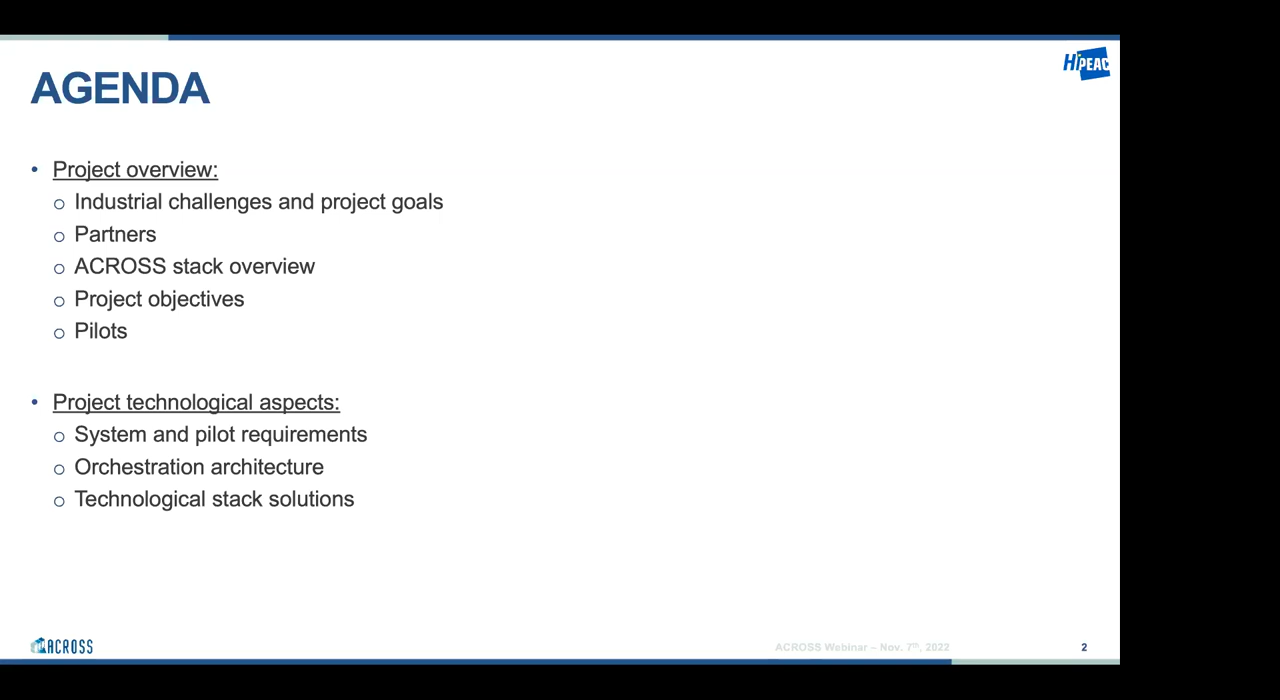 HiPEAC
AGENDA
• Project overview:
o Industrial challenges and project goals
o Partners
o ACROSS stack overview
o Project objectives
o Pilots
• Project technological aspects:
o System and pilot requirements
o Orchestration architecture
o Technological stack solutions
ACROSS
ACROSS Webinar – Nov. 7th, 2022
2